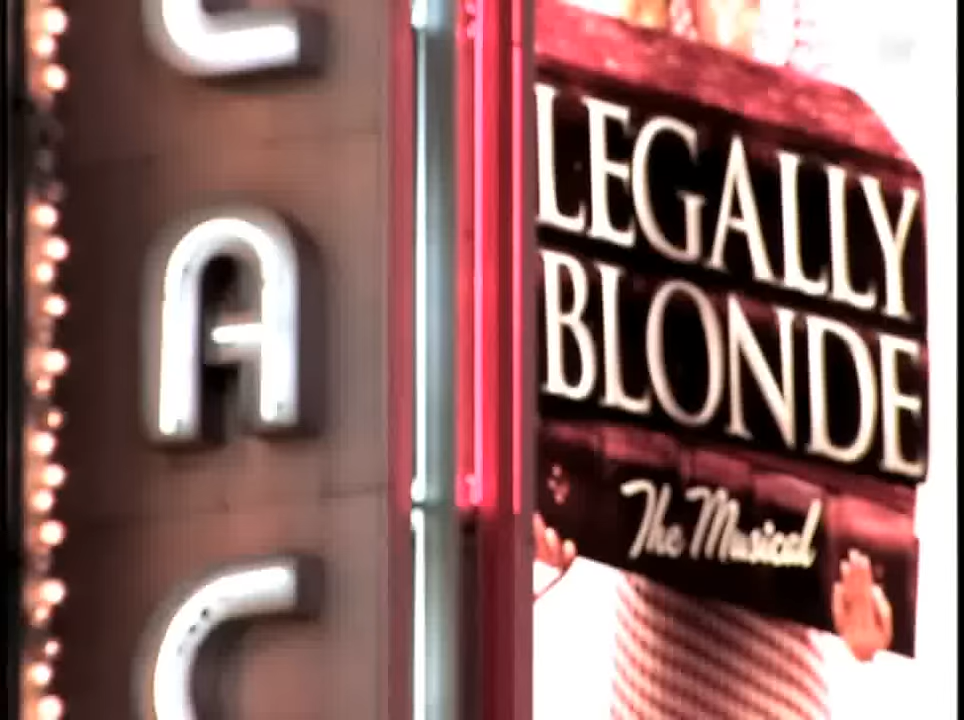 C
A
C
LEGALLY
BLONDE
The Musical